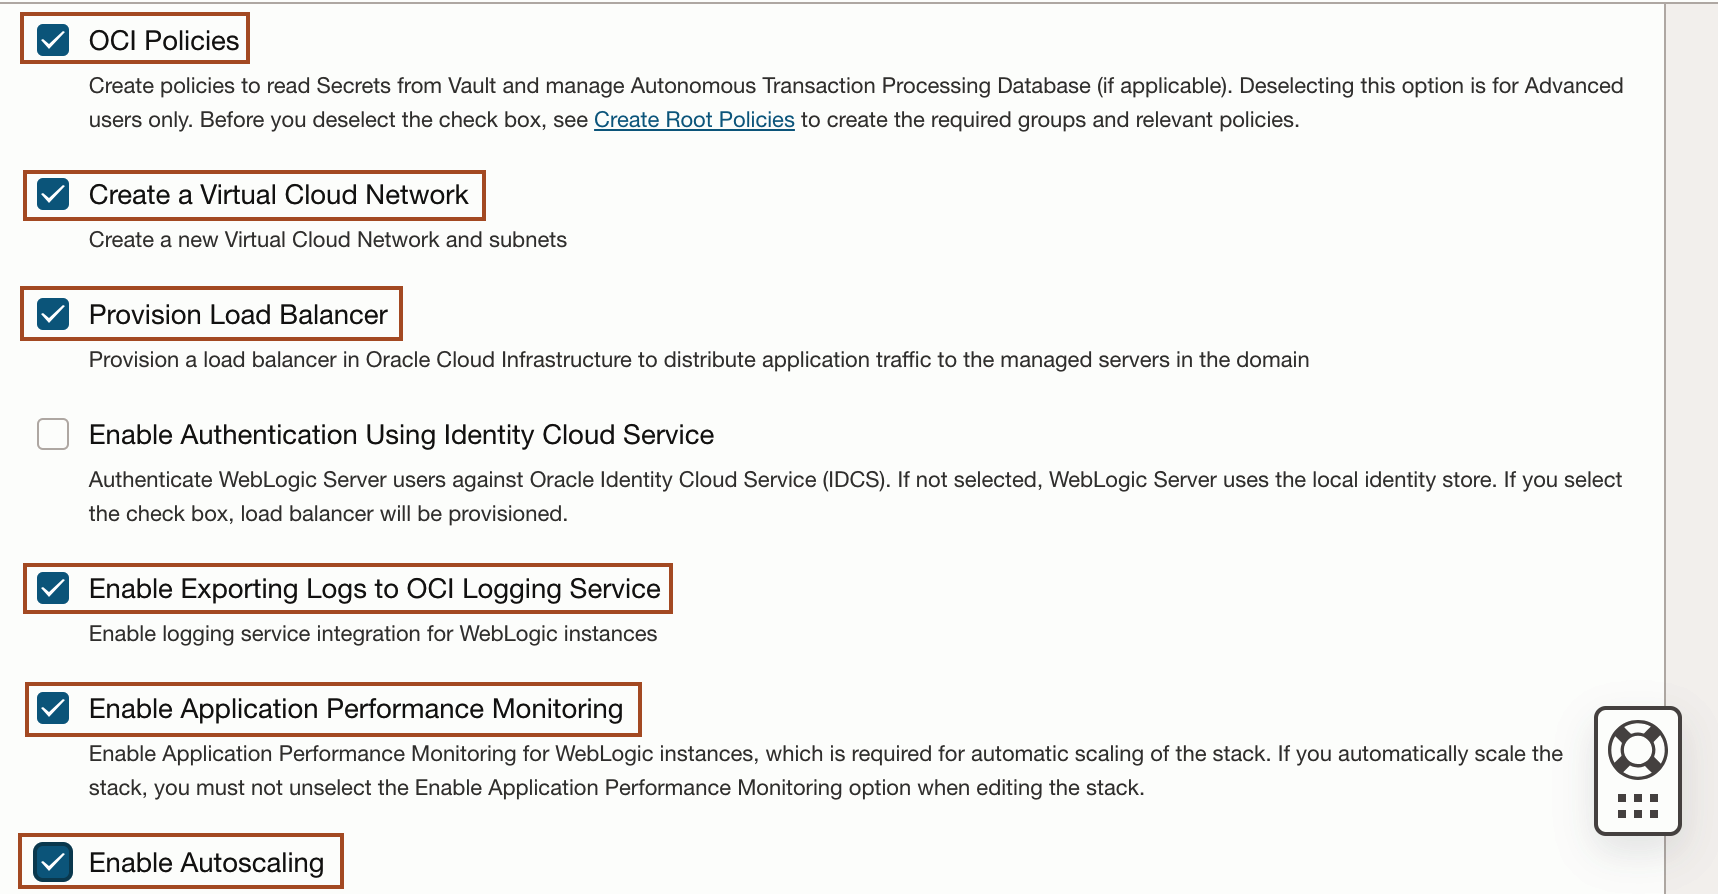 OCI Policies
Create policies to read Secrets from Vault and manage Autonomous Transaction Processing Database (if applicable). Deselecting this option is for Advanced
users only. Before you deselect the check box, see Create Root Policies to create the required groups and relevant policies.
Create a Virtual Cloud Network
Create a new Virtual Cloud Network and subnets
Provision Load Balancer
Provision a load balancer in Oracle Cloud Infrastructure to distribute application traffic to the managed servers in the domain
Enable Authentication Using Identity Cloud Service
Authenticate WebLogic Server users against Oracle Identity Cloud Service (IDCS). If not selected, WebLogic Server uses the local identity store. If you select
the check box, load balancer will be provisioned.
Enable Exporting Logs to OCI Logging Service
Enable logging service integration for WebLogic instances
Enable Application Performance Monitoring
Enable Application Performance Monitoring for WebLogic instances, which is required for automatic scaling of the stack. If you automatically scale the
stack, you must not unselect the Enable Application Performance Monitoring option when editing the stack.
Enable Autoscaling